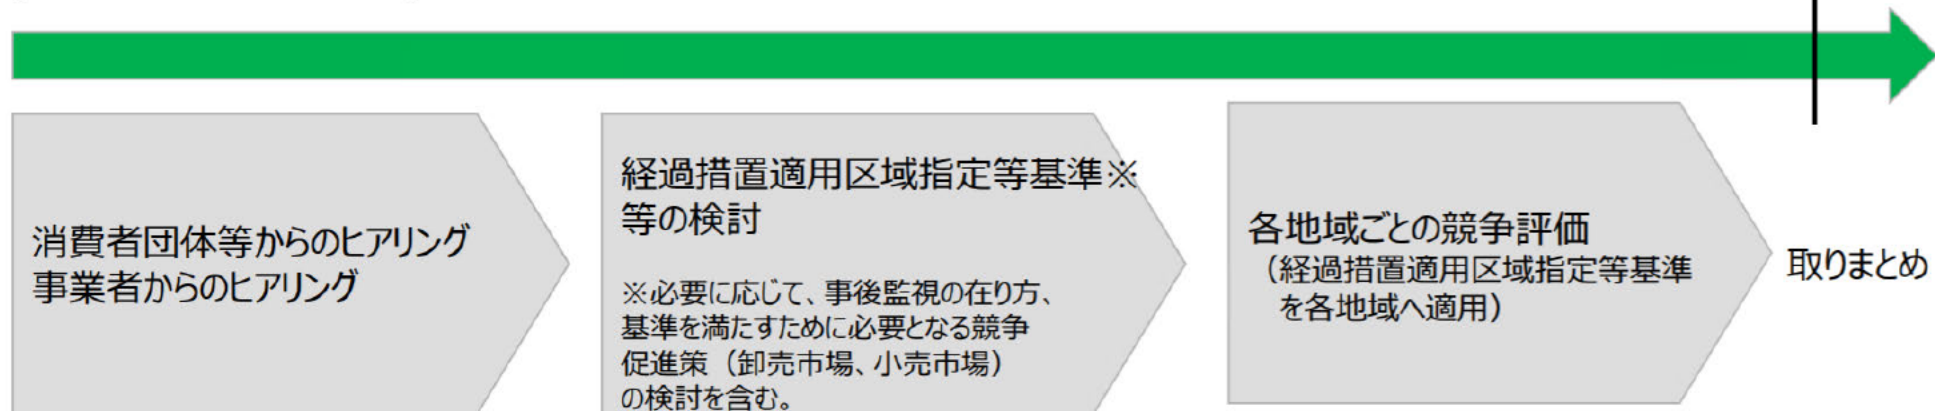 消費者団体等からのヒアリング
事業者からのヒアリング
経過措置適用区域指定等基準※
等の検討
※必要に応じて、事後監視の在り方、
基準を満たすために必要となる競争
促進策（卸売市場、小売市場）
の検討を含む。
各地域ごとの競争評価
（経過措置適用区域指定等基準
を各地域へ適用）
取りまとめ